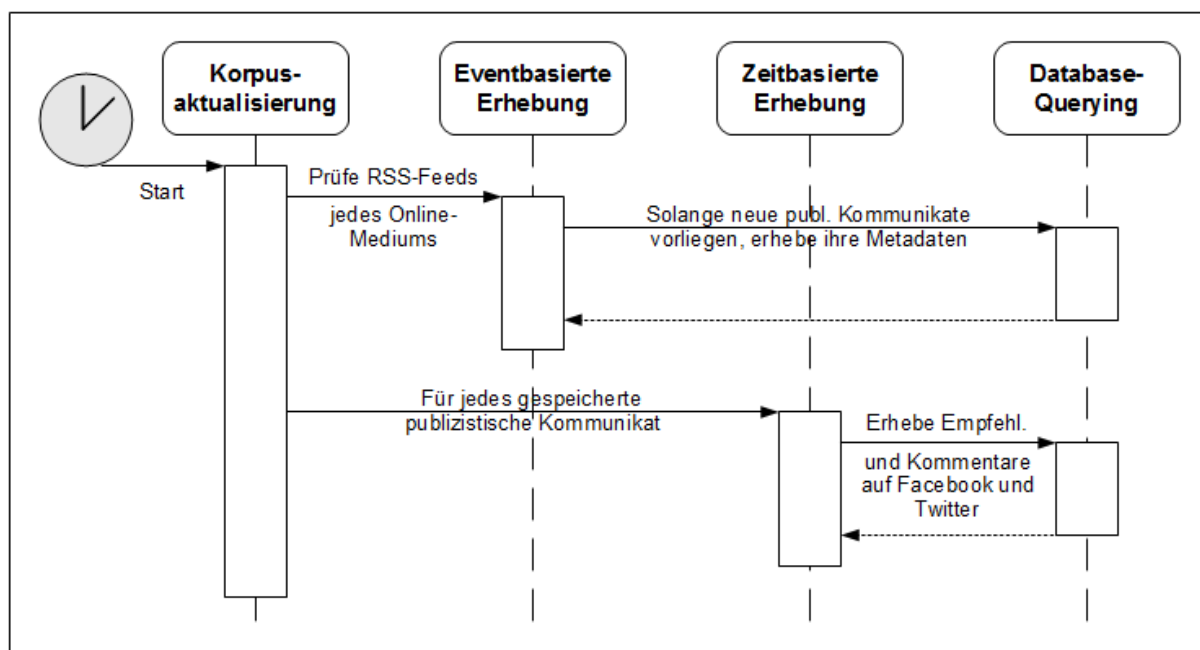 Korpus-
aktualisierung
Eventbasierte
Erhebung
Zeitbasierte
Erhebung
Database-
Querying
Start
Prüfe RSS-Feeds
jedes Online-
Mediums
Solange neue publ. Kommunikate
vorliegen, erhebe ihre Metadaten
Für jedes gespeicherte
publizistische Kommunikat
Erhebe Empfehl.
und Kommentare
auf Facebook und
Twitter